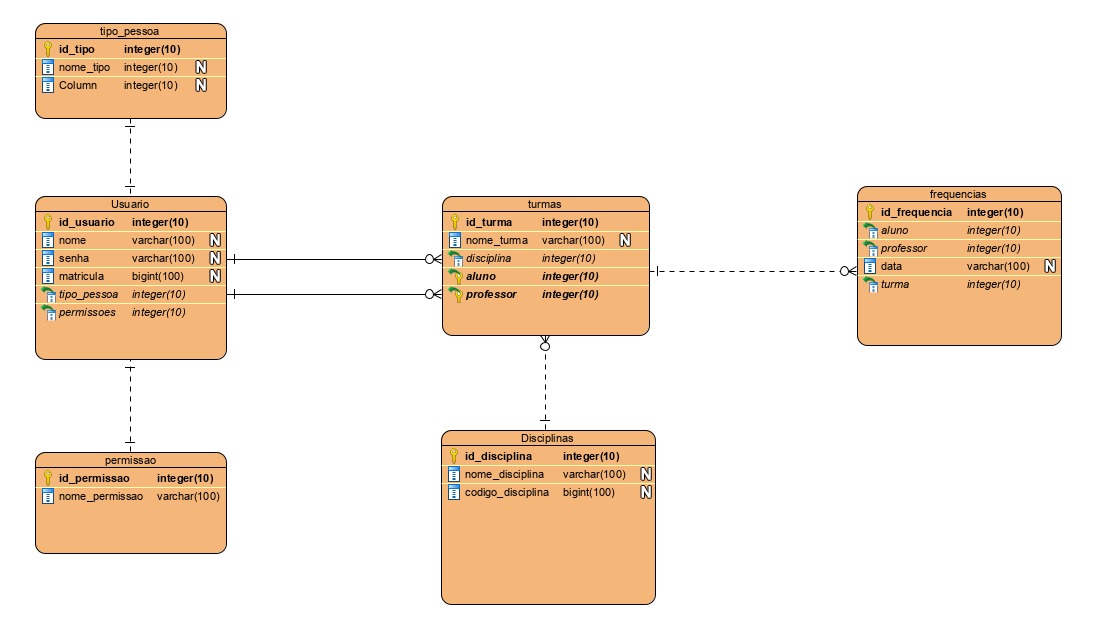 tipo_pessoa
id_tipo integer(10)
nome_tipo integer(10) N
Column integer(10) N
Usuario
id_usuario integer(10)
nome varchar(100) N
senha varchar(100) N
matricula bigint(100) N
tipo_pessoa integer(10)
permissoes integer(10)
permissao
id_permissao integer(10)
nome_permissao varchar(100)
turmas
id_turma integer(10)
nome_turma varchar(100) N
disciplina integer(10)
aluno integer(10)
professor integer(10)
Disciplinas
id_disciplina integer(10)
nome_disciplina varchar(100) N
codigo_disciplina bigint(100) N
frequencias
id_frequencia integer(10)
aluno integer(10)
professor integer(10)
data varchar(100) N
turma integer(10)